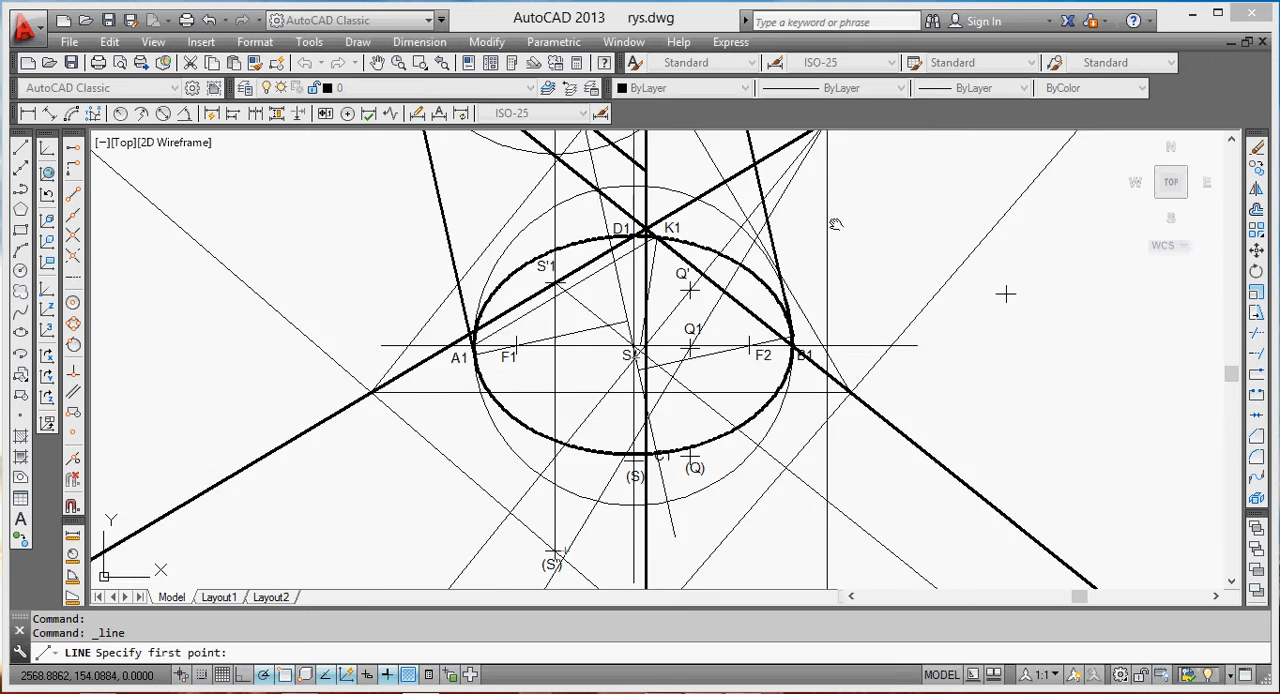 AutoCAD Classic
AutoCAD 2013 rys.dwg
Type a keyword or phrase
Sign In
File Edit View Insert Format Tools Draw Dimension Modify Parametric Window Help Express
Standard ISO-25 Standard Standard
AutoCAD Classic 0 ByLayer ByLayer ByLayer ByColor
ISO-25
[−][Top][2D Wireframe]
N
W TOP E
S
WCS
D1 K1
S'1
Q'
Q1
A1 F1 F2 B1
C1
(S) (Q)
Y
X
(S')
Model Layout1 Layout2
Command:
Command: _line
LINE Specify first point:
2568.8862, 154.0884, 0.0000 MODEL 1:1